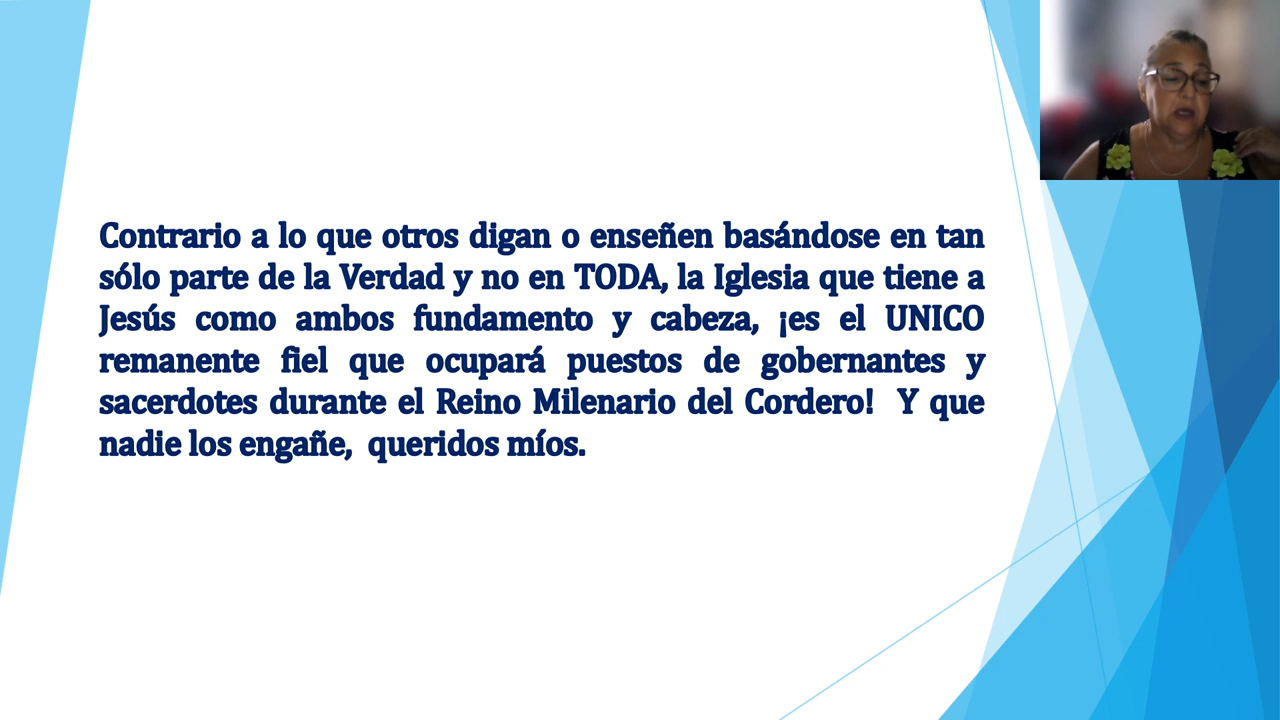 Contrario a lo que otros digan o enseñen basándose en tan
sólo parte de la Verdad y no en TODA, la Iglesia que tiene a
Jesús como ambos fundamento y cabeza, ¡es el UNICO
remanente fiel que ocupará puestos de gobernantes y
sacerdotes durante el Reino Milenario del Cordero! Y que
nadie los engañe, queridos míos.